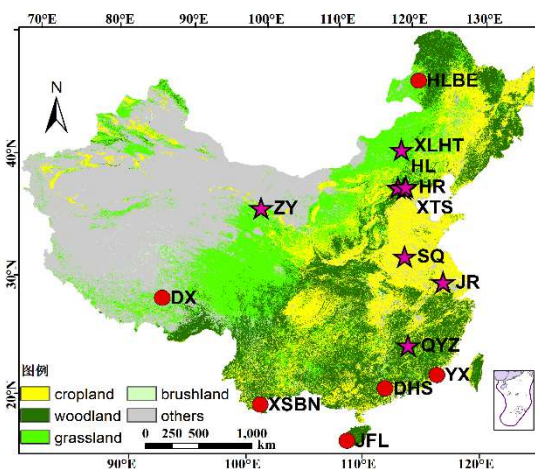 70°E 80°E 90°E 100°E 110°E 120°E 130°E
N
HLBE
XLHT
40°N
HL
HR
XTS
ZY
SQ
30°N
DX
JR
QYZ
图例
YX
cropland brushland
DHS
20°N
woodland others
XSBN
grassland
0 250 500 1,000
km
JFL
90°E 100°E 110°E 120°E